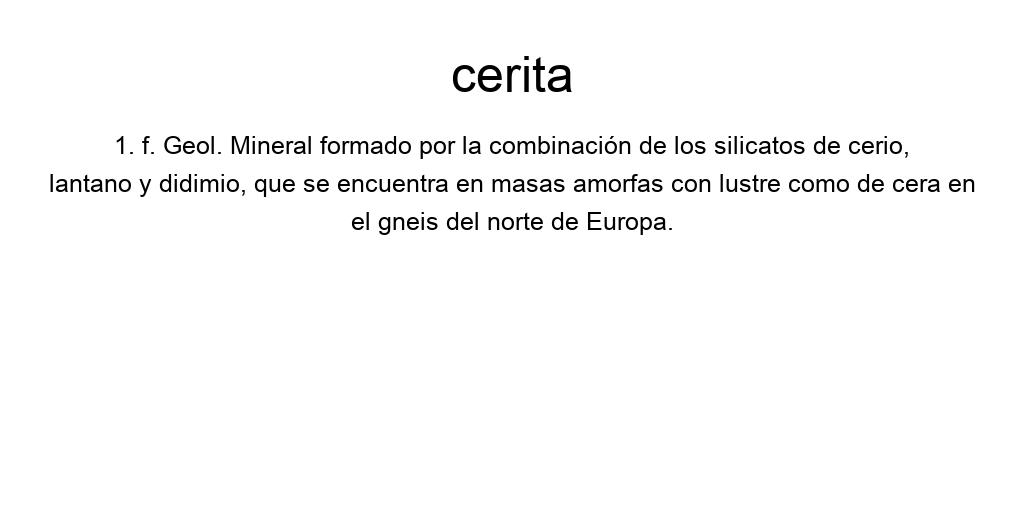 cerita
1. f. Geol. Mineral formado por la combinación de los silicatos de cerio,
lantano y didimio, que se encuentra en masas amorfas con lustre como de cera en
el gneis del norte de Europa.